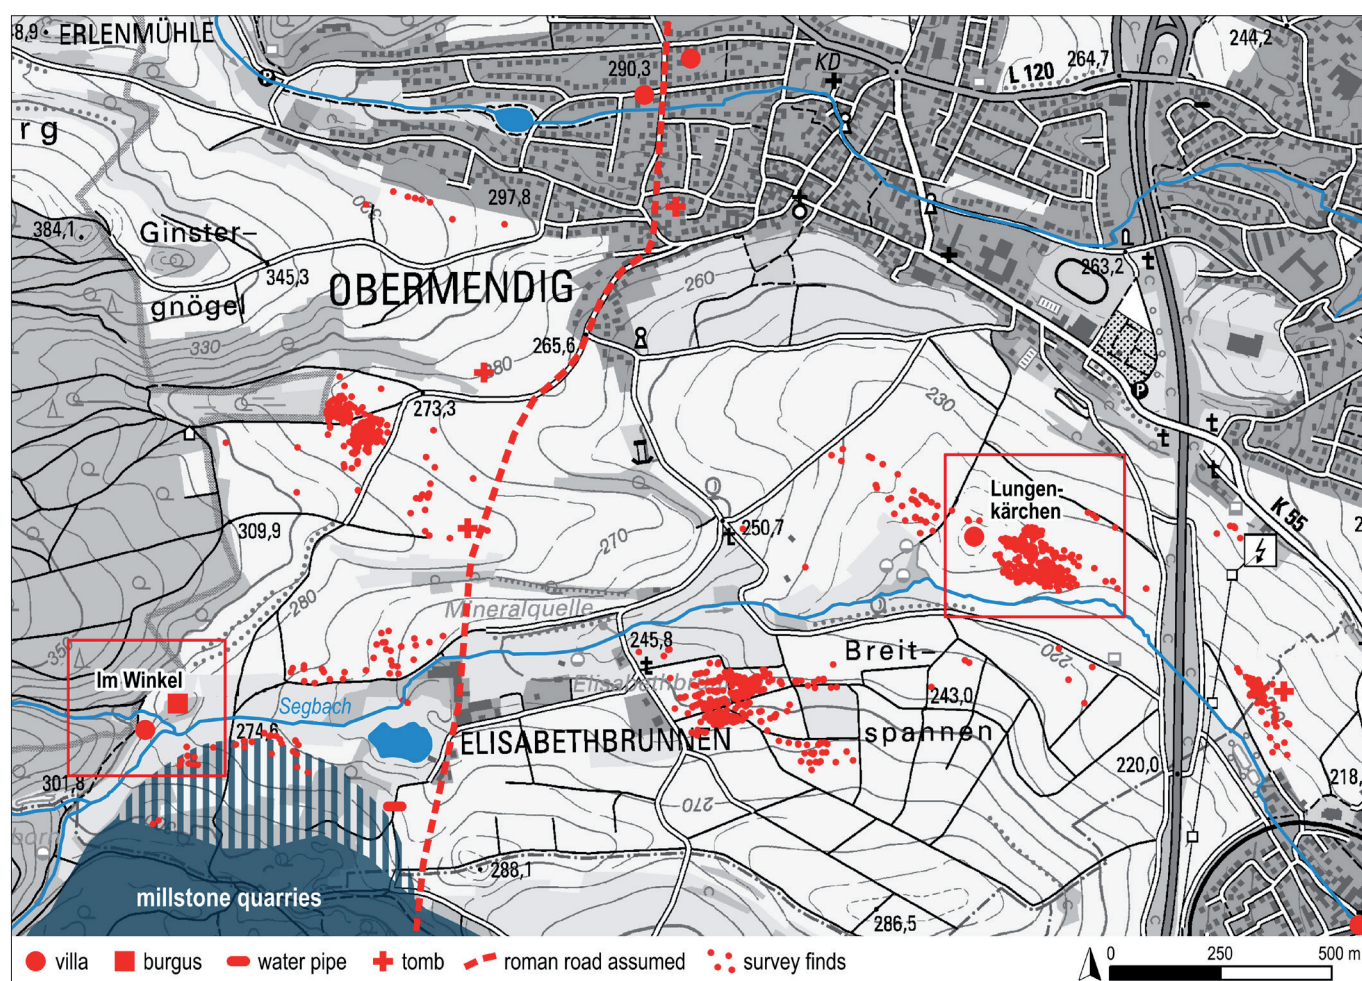 8,9
ERLENMÜHLE
290,3
KD
L 120
264,7
244,2
r g
297,8
320
384,1
Ginster-
gnögel
345,3
OBERMENDIG
260
263,2
330
265,6
280
273,3
230
P
309,9
270
250,7
Lungen-
kärchen
K 55
2
280
Mineralquelle
350
Im Winkel
245,8
Breit-
spannen
220
Elisabethbr
243,0
Segbach
274,6
ELISABETHBRUNNEN
301,8
220,0
218,
270
288,1
millstone quarries
286,5
villa
burgus
water pipe
tomb
roman road assumed
survey finds
0 250 500 m